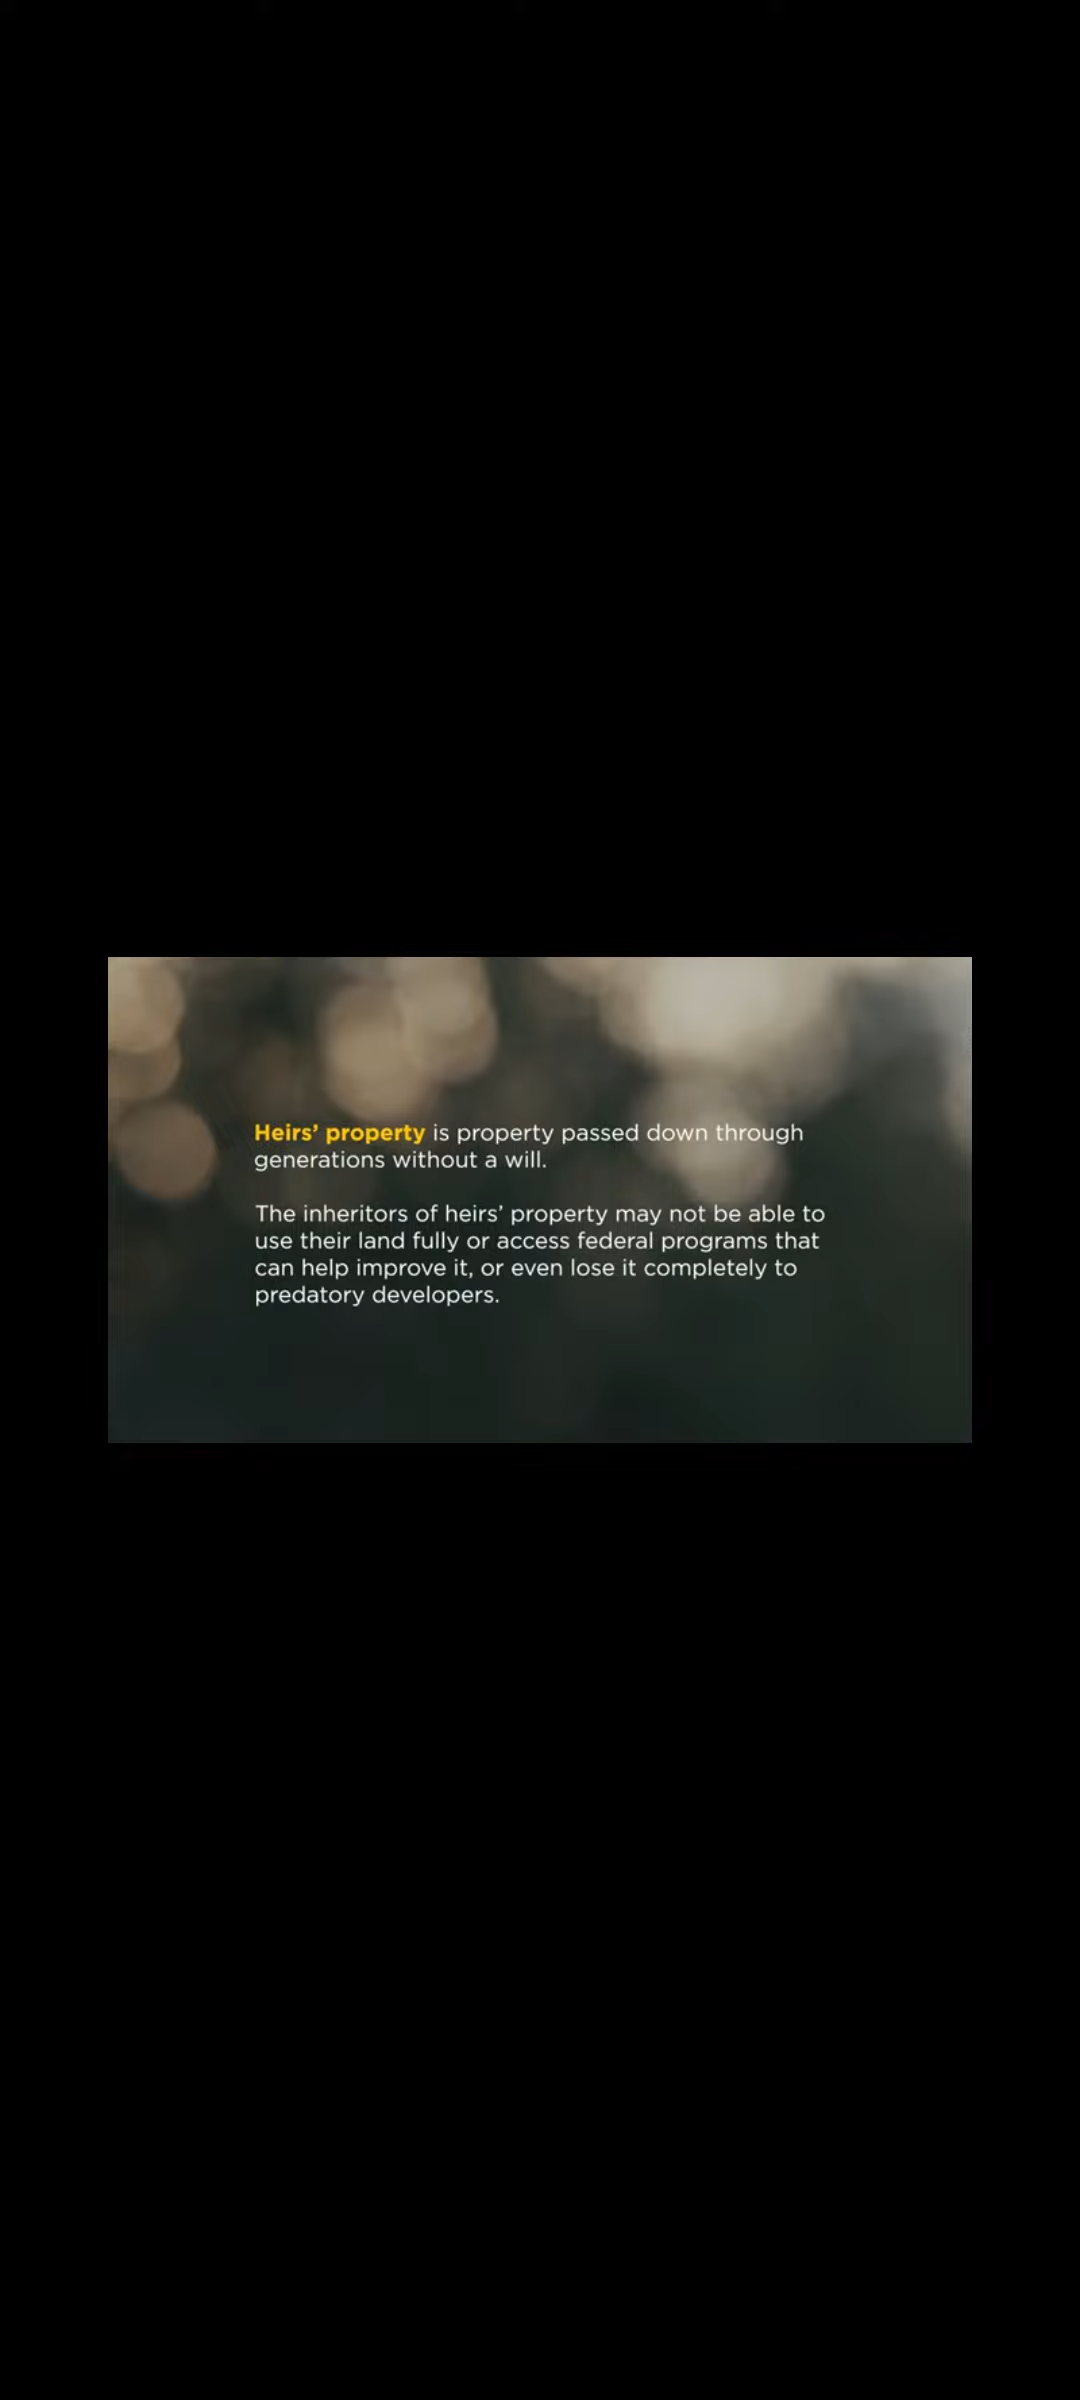 Heirs’ property is property passed down through
generations without a will.
The inheritors of heirs’ property may not be able to
use their land fully or access federal programs that
can help improve it, or even lose it completely to
predatory developers.